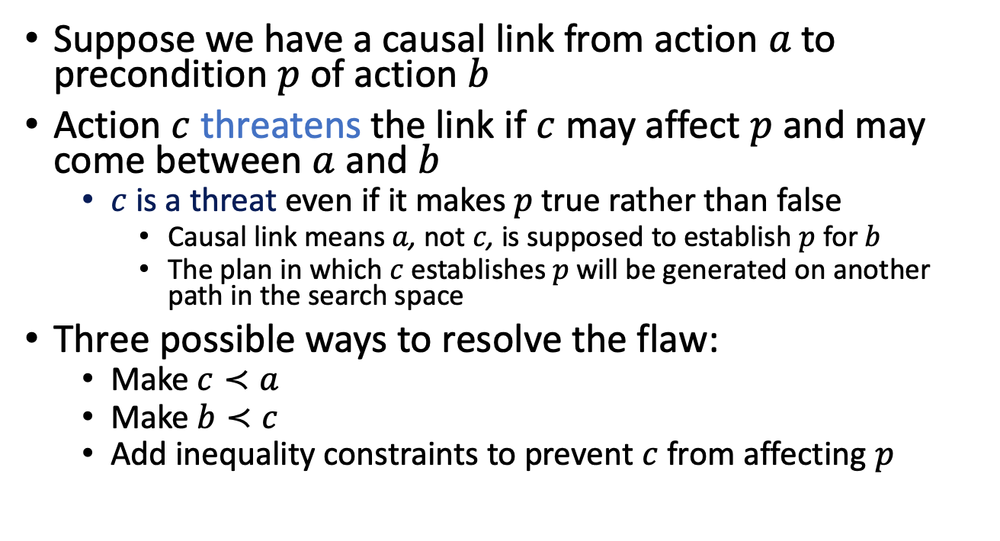 • Suppose we have a causal link from action a to
precondition p of action b
• Action c threatens the link if c may affect p and may
come between a and b
• c is a threat even if it makes p true rather than false
• Causal link means a, not c, is supposed to establish p for b
• The plan in which c establishes p will be generated on another
path in the search space
• Three possible ways to resolve the flaw:
• Make c ≺ a
• Make b ≺ c
• Add inequality constraints to prevent c from affecting p